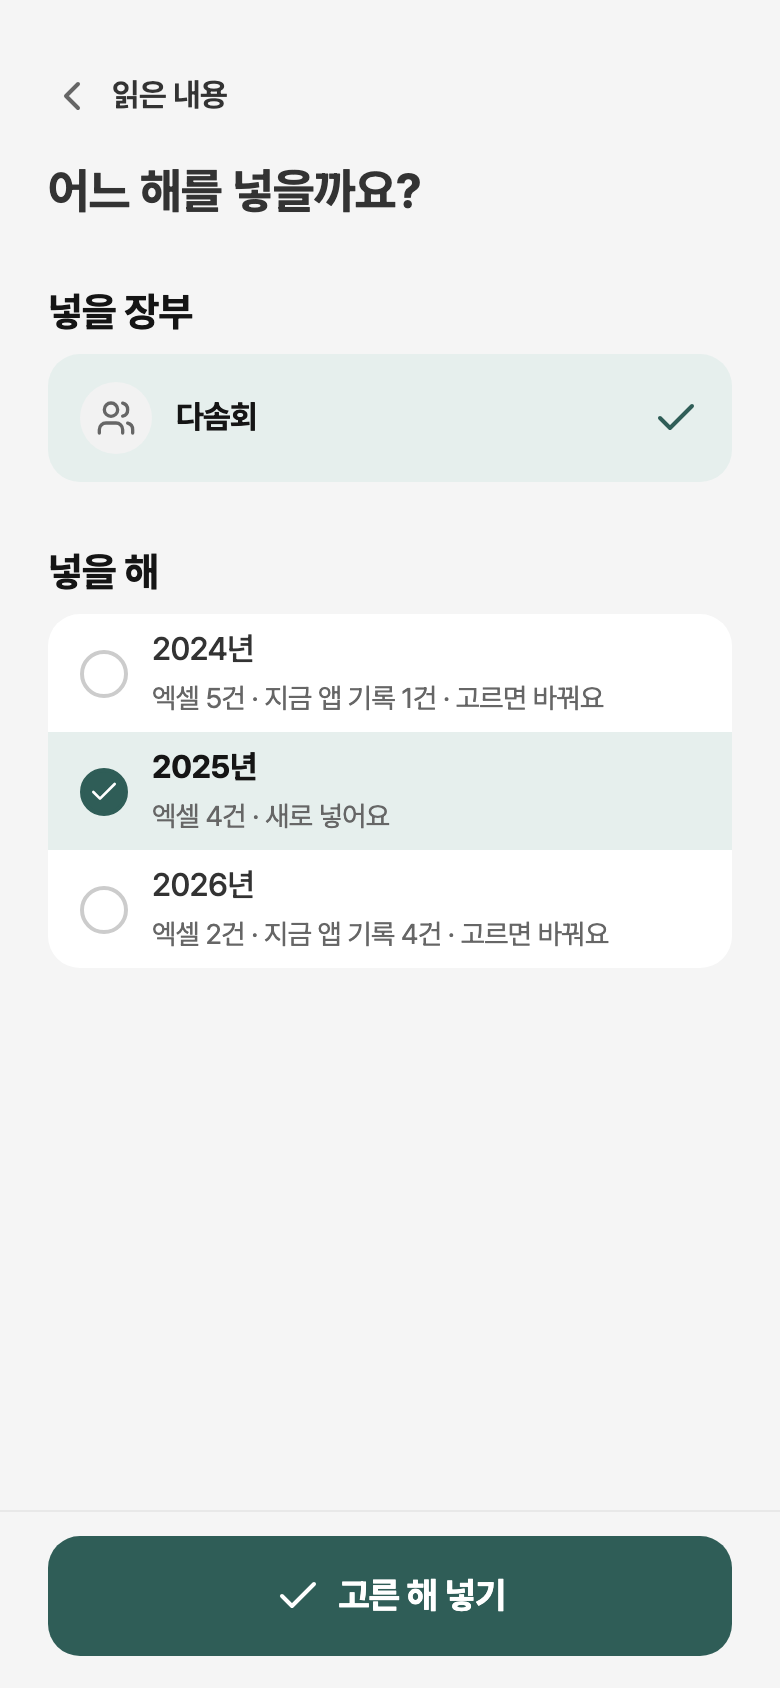 읽은 내용
어느 해를 넣을까요?
넣을 장부
다솜회
넣을 해
2024년
엑셀 5건 · 지금 앱 기록 1건 · 고르면 바꿔요
2025년
엑셀 4건 · 새로 넣어요
2026년
엑셀 2건 · 지금 앱 기록 4건 · 고르면 바꿔요
고른 해 넣기